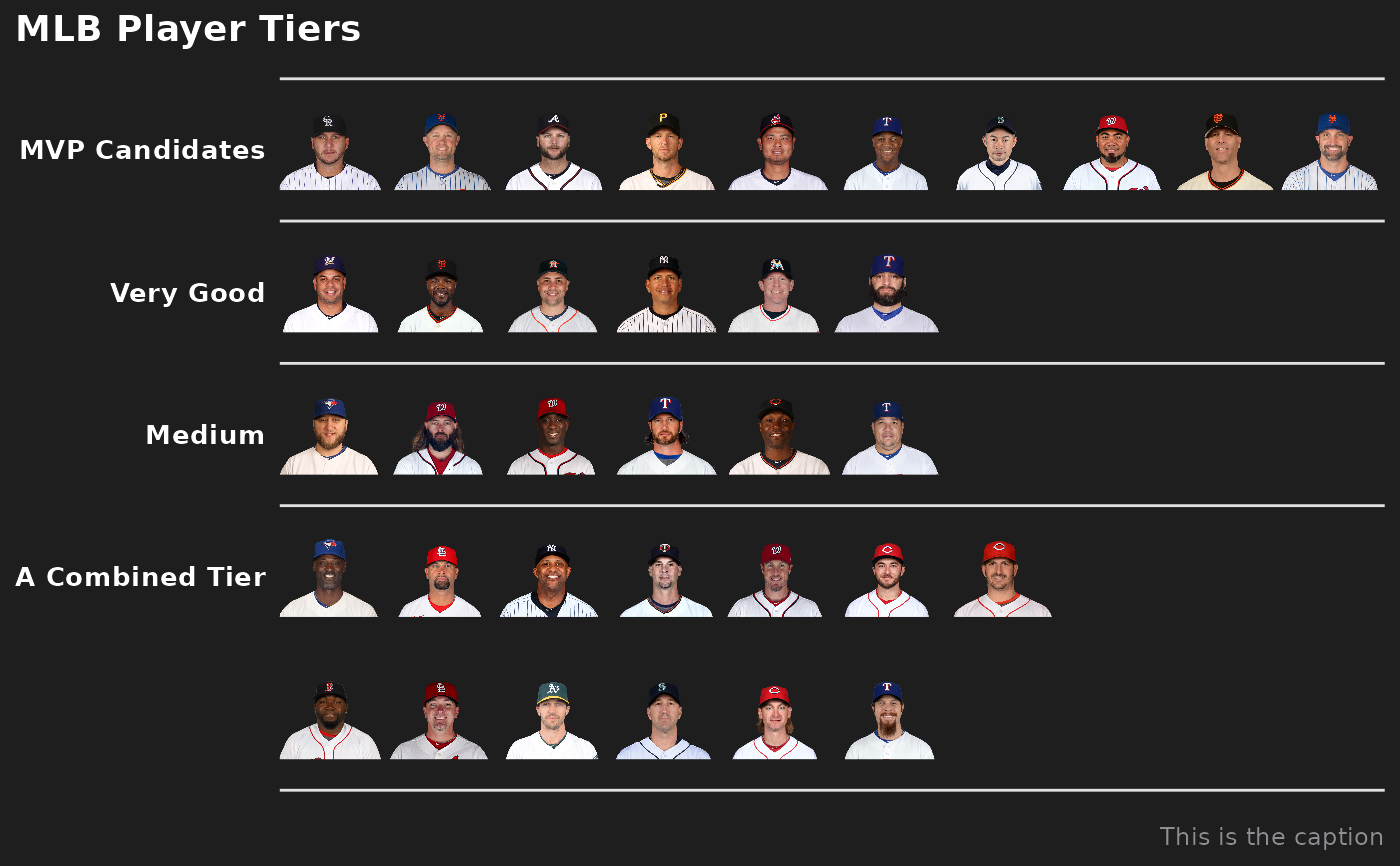 MLB Player Tiers
MVP Candidates
Very Good
Medium
A Combined Tier
This is the caption